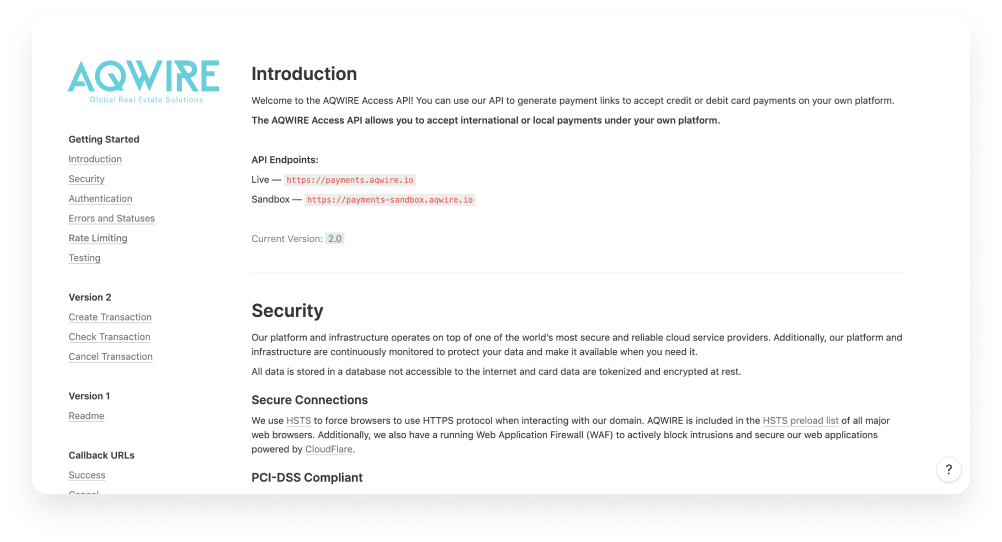 AQWIRE
Global Real Estate Solutions
Getting Started
Introduction
Security
Authentication
Errors and Statuses
Rate Limiting
Testing
Version 2
Create Transaction
Check Transaction
Cancel Transaction
Version 1
Readme
Callback URLs
Success
Cancel
Introduction
Welcome to the AQWIRE Access API! You can use our API to generate payment links to accept credit or debit card payments on your own platform.
The AQWIRE Access API allows you to accept international or local payments under your own platform.
API Endpoints:
Live — https://payments.aqwire.io
Sandbox — https://payments-sandbox.aqwire.io
Current Version: 2.0
Security
Our platform and infrastructure operates on top of one of the world's most secure and reliable cloud service providers. Additionally, our platform and
infrastructure are continuously monitored to protect your data and make it available when you need it.
All data is stored in a database not accessible to the internet and card data are tokenized and encrypted at rest.
Secure Connections
We use HSTS to force browsers to use HTTPS protocol when interacting with our domain. AQWIRE is included in the HSTS preload list of all major
web browsers. Additionally, we also have a running Web Application Firewall (WAF) to actively block intrusions and secure our web applications
powered by CloudFlare.
PCI-DSS Compliant
?